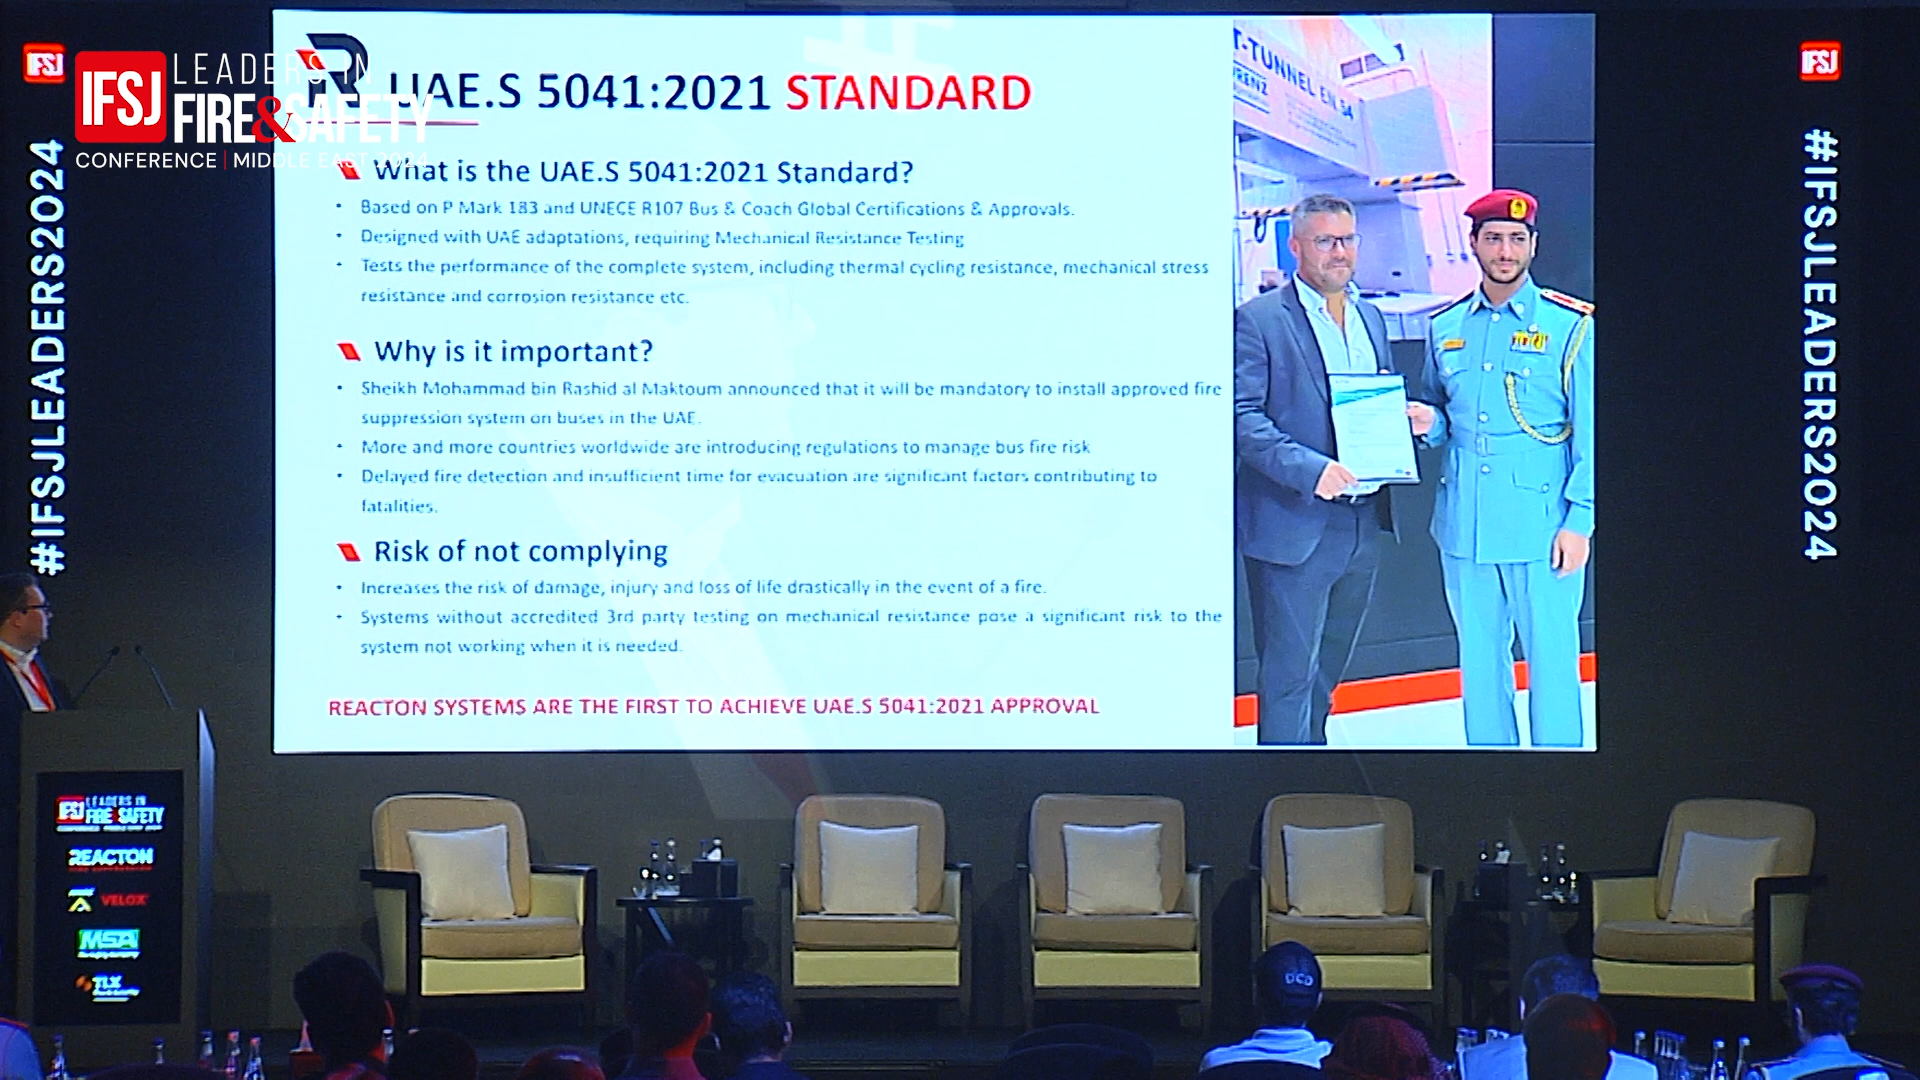 IFSJ
IFSJ LEADERS IN
FIRE&SAFETY
CONFERENCE | MIDDLE EAST 2024
#IFSJLEADERS2024
UAE.S 5041:2021 STANDARD
What is the UAE.S 5041:2021 Standard?
• Based on P Mark 183 and UNECE R107 Bus & Coach Global Certifications & Approvals.
• Designed with UAE adaptations, requiring Mechanical Resistance Testing
• Tests the performance of the complete system, including thermal cycling resistance, mechanical stress
resistance and corrosion resistance etc.
Why is it important?
• Sheikh Mohammad bin Rashid al Maktoum announced that it will be mandatory to install approved fire
suppression system on buses in the UAE.
• More and more countries worldwide are introducing regulations to manage bus fire risk
• Delayed fire detection and insufficient time for evacuation are significant factors contributing to
fatalities.
Risk of not complying
• Increases the risk of damage, injury and loss of life drastically in the event of a fire.
• Systems without accredited 3rd party testing on mechanical resistance pose a significant risk to the
system not working when it is needed.
REACTON SYSTEMS ARE THE FIRST TO ACHIEVE UAE.S 5041:2021 APPROVAL
T-TUNNEL EN 54
IFSJ
#IFSJLEADERS2024
IFSJ LEADERS IN
FIRE&SAFETY
REACTON
VELOX
MSA
TLX
DCD